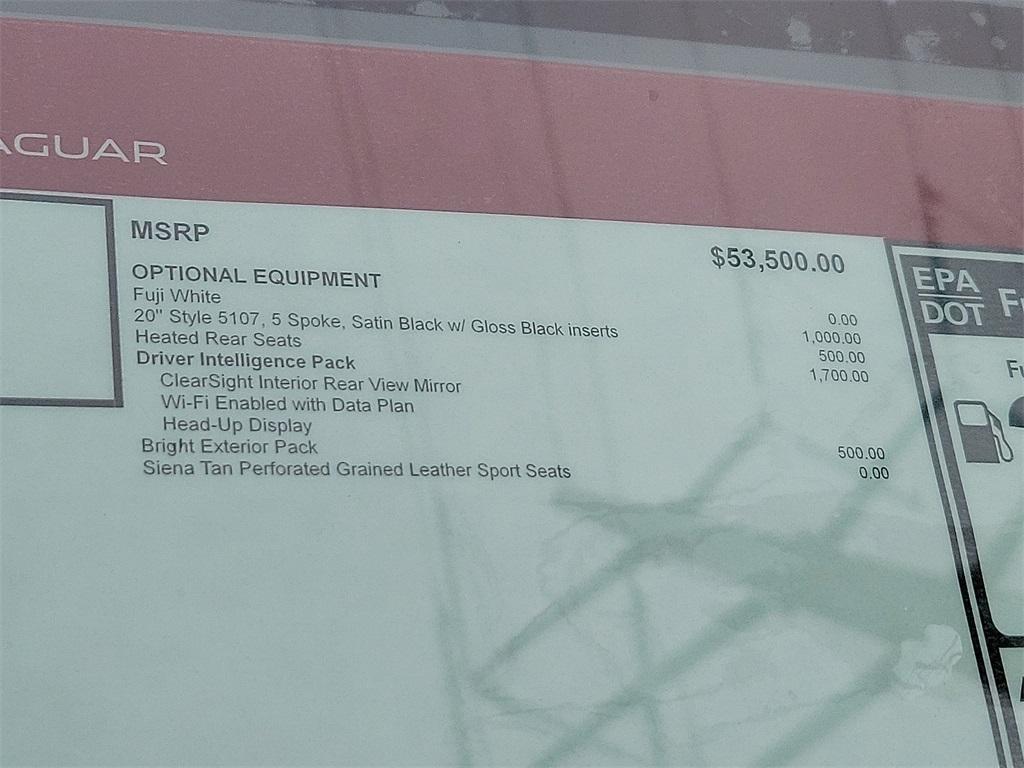 AGUAR
MSRP $53,500.00
OPTIONAL EQUIPMENT
Fuji White 0.00
20" Style 5107, 5 Spoke, Satin Black w/ Gloss Black inserts 1,000.00
Heated Rear Seats 500.00
Driver Intelligence Pack 1,700.00
ClearSight Interior Rear View Mirror
Wi-Fi Enabled with Data Plan
Head-Up Display
Bright Exterior Pack 500.00
Siena Tan Perforated Grained Leather Sport Seats 0.00
EPA
DOT